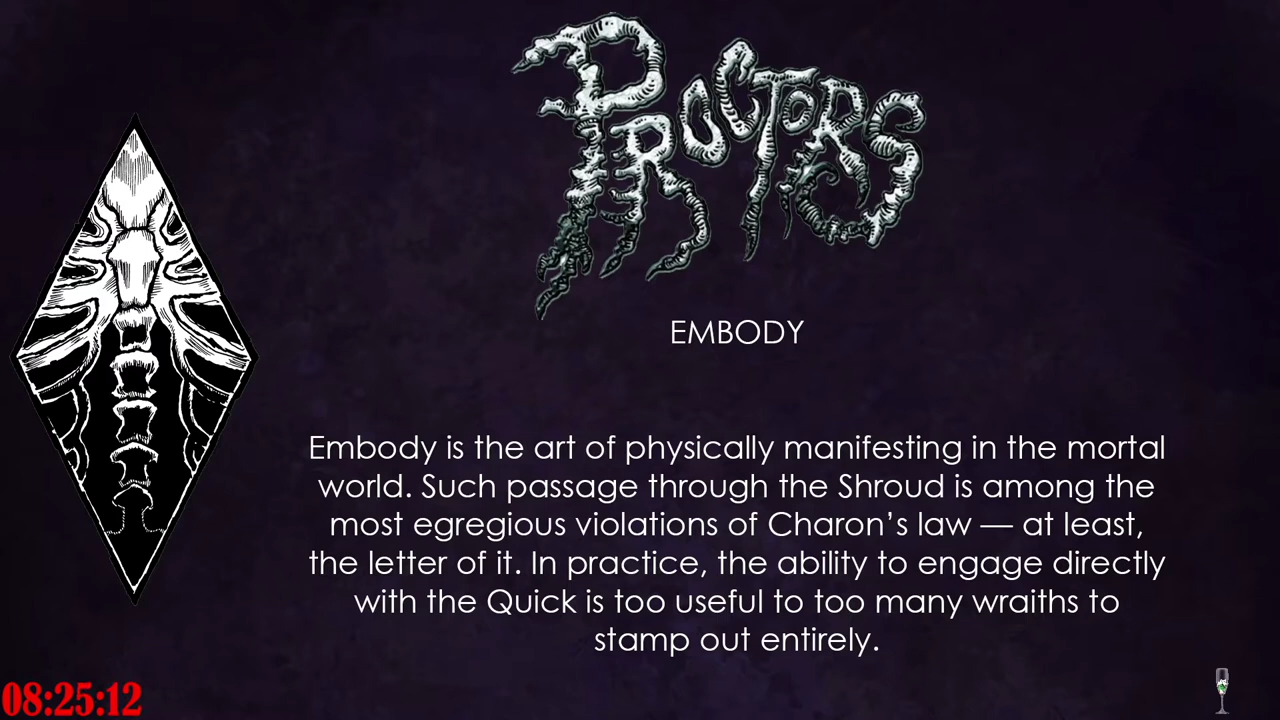 PROCTORS
EMBODY
Embody is the art of physically manifesting in the mortal
world. Such passage through the Shroud is among the
most egregious violations of Charon’s law — at least,
the letter of it. In practice, the ability to engage directly
with the Quick is too useful to too many wraiths to
stamp out entirely.
08:25:12